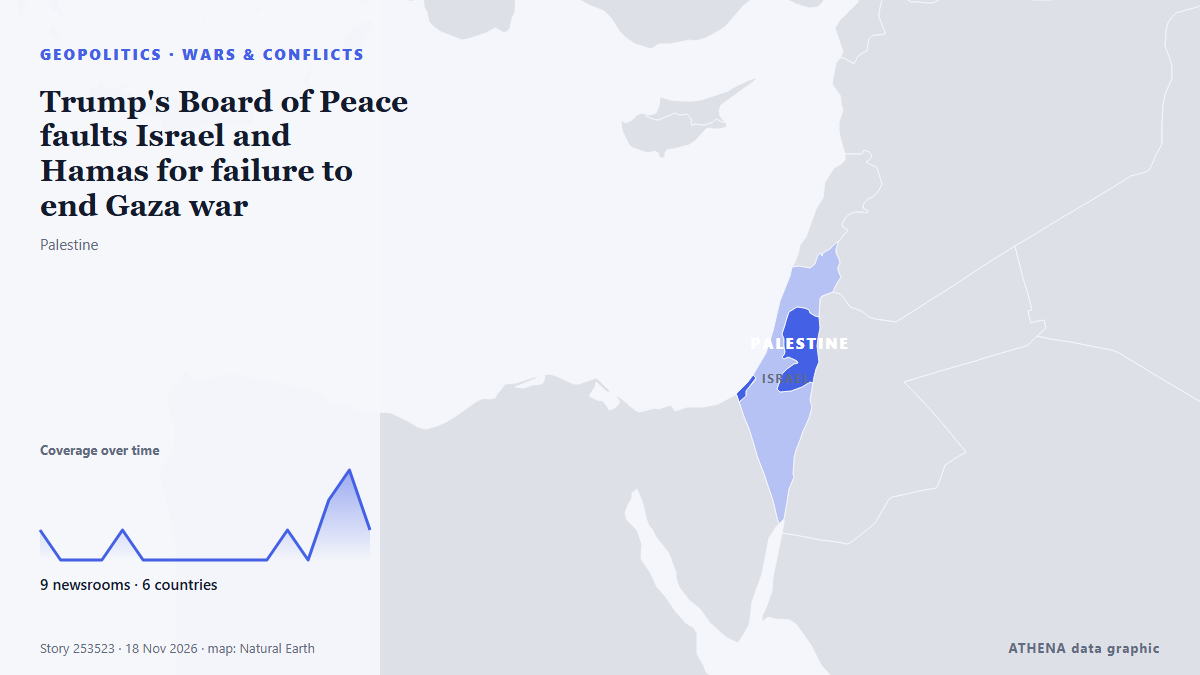 GEOPOLITICS · WARS & CONFLICTS
Trump's Board of Peace
faults Israel and
Hamas for failure to
end Gaza war
Palestine
PALESTINE
ISRAEL
Coverage over time
9 newsrooms · 6 countries
Story 253523 · 18 Nov 2026 · map: Natural Earth
ATHENA data graphic